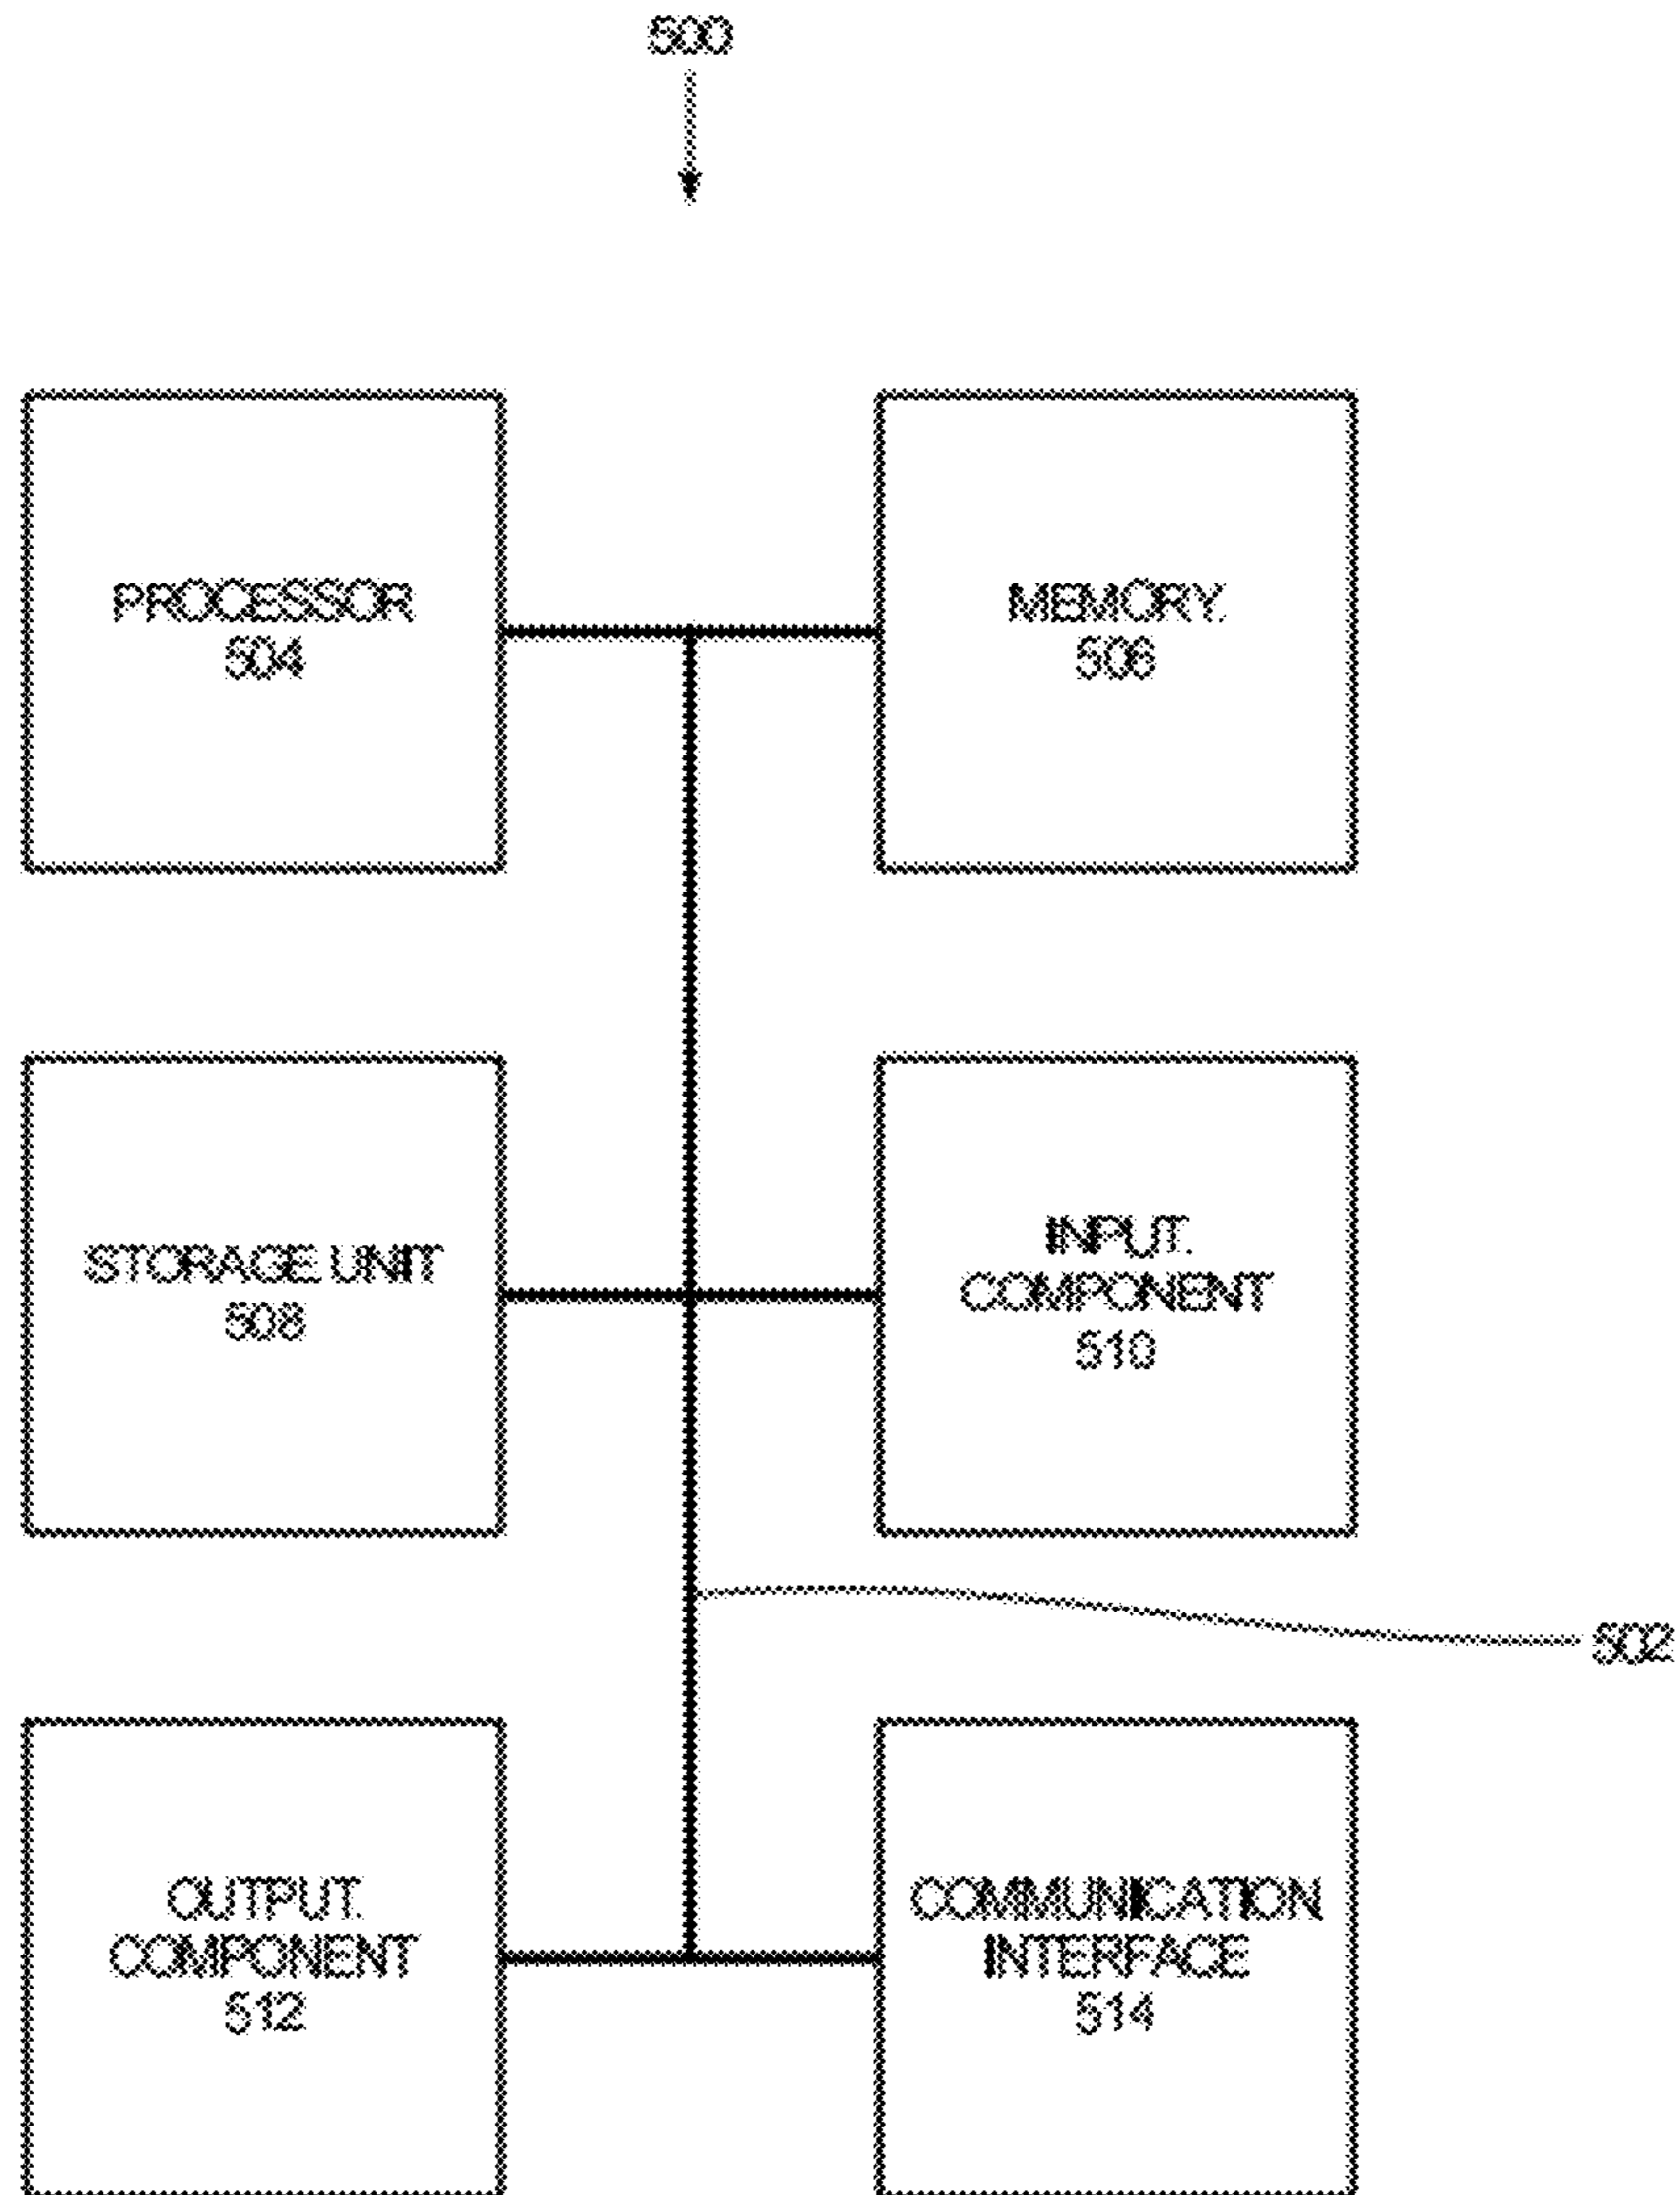 500
PROCESSOR
504
MEMORY
506
STORAGE UNIT
508
INPUT
COMPONENT
510
502
OUTPUT
COMPONENT
512
COMMUNICATION
INTERFACE
514